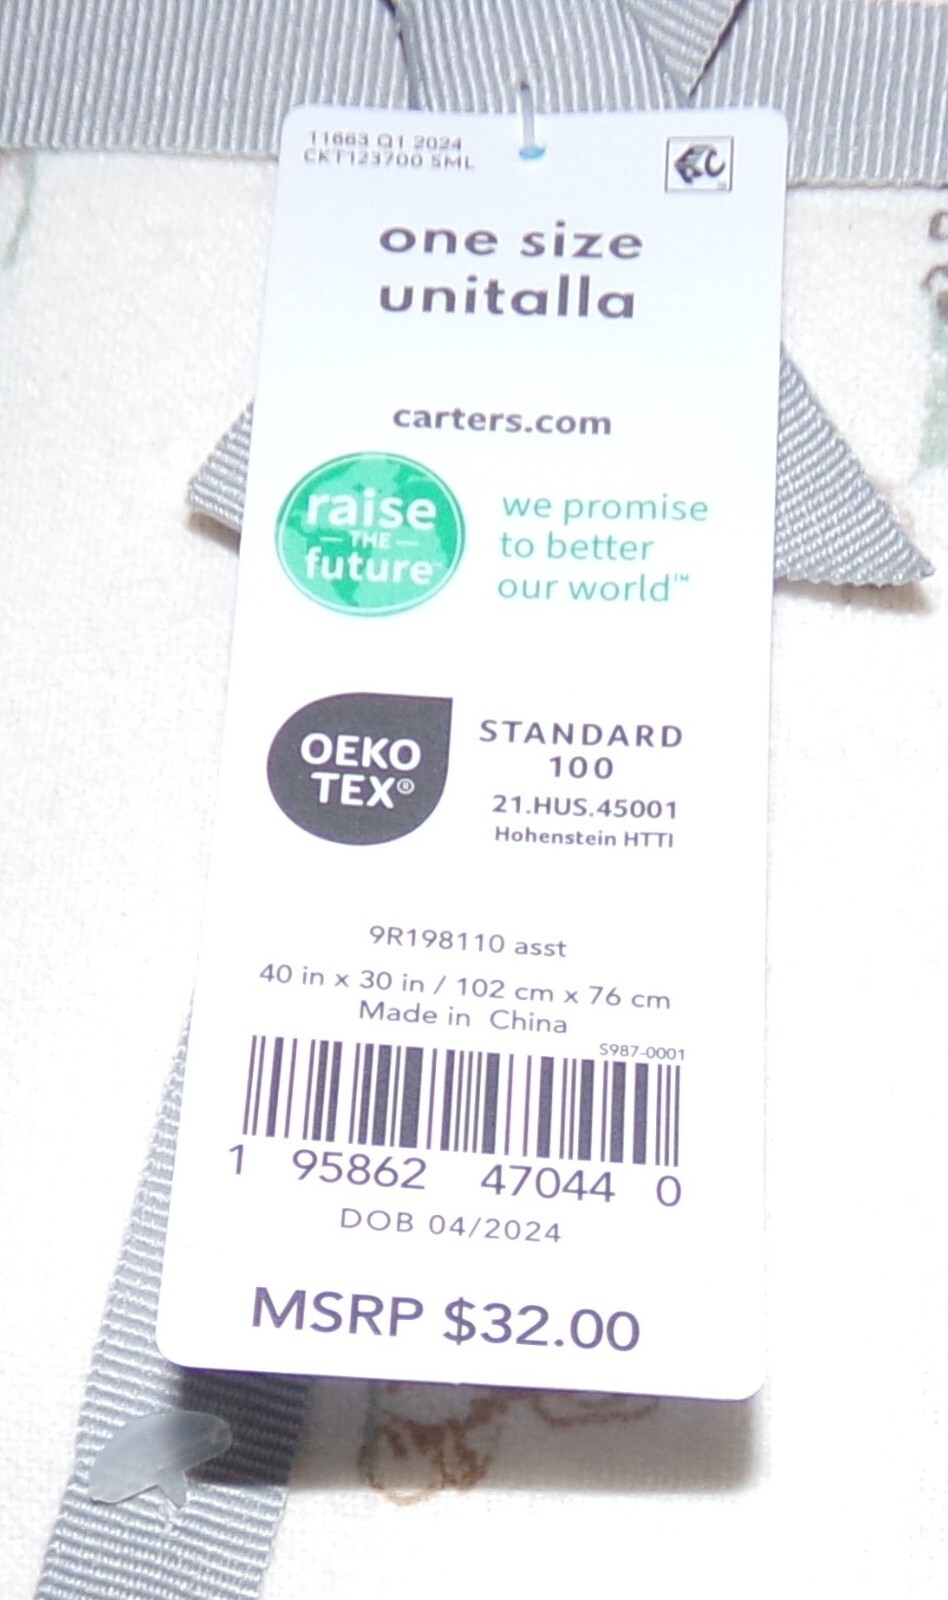 11663 Q1 2024
CKT123700 SML
one size
unitalla
carters.com
raise
THE
future™
we promise
to better
our world™
OEKO
TEX®
STANDARD
100
21.HUS.45001
Hohenstein HTTI
9R198110 asst
40 in x 30 in / 102 cm x 76 cm
Made in China
S987-0001
1 95862 47044 0
DOB 04/2024
MSRP $32.00